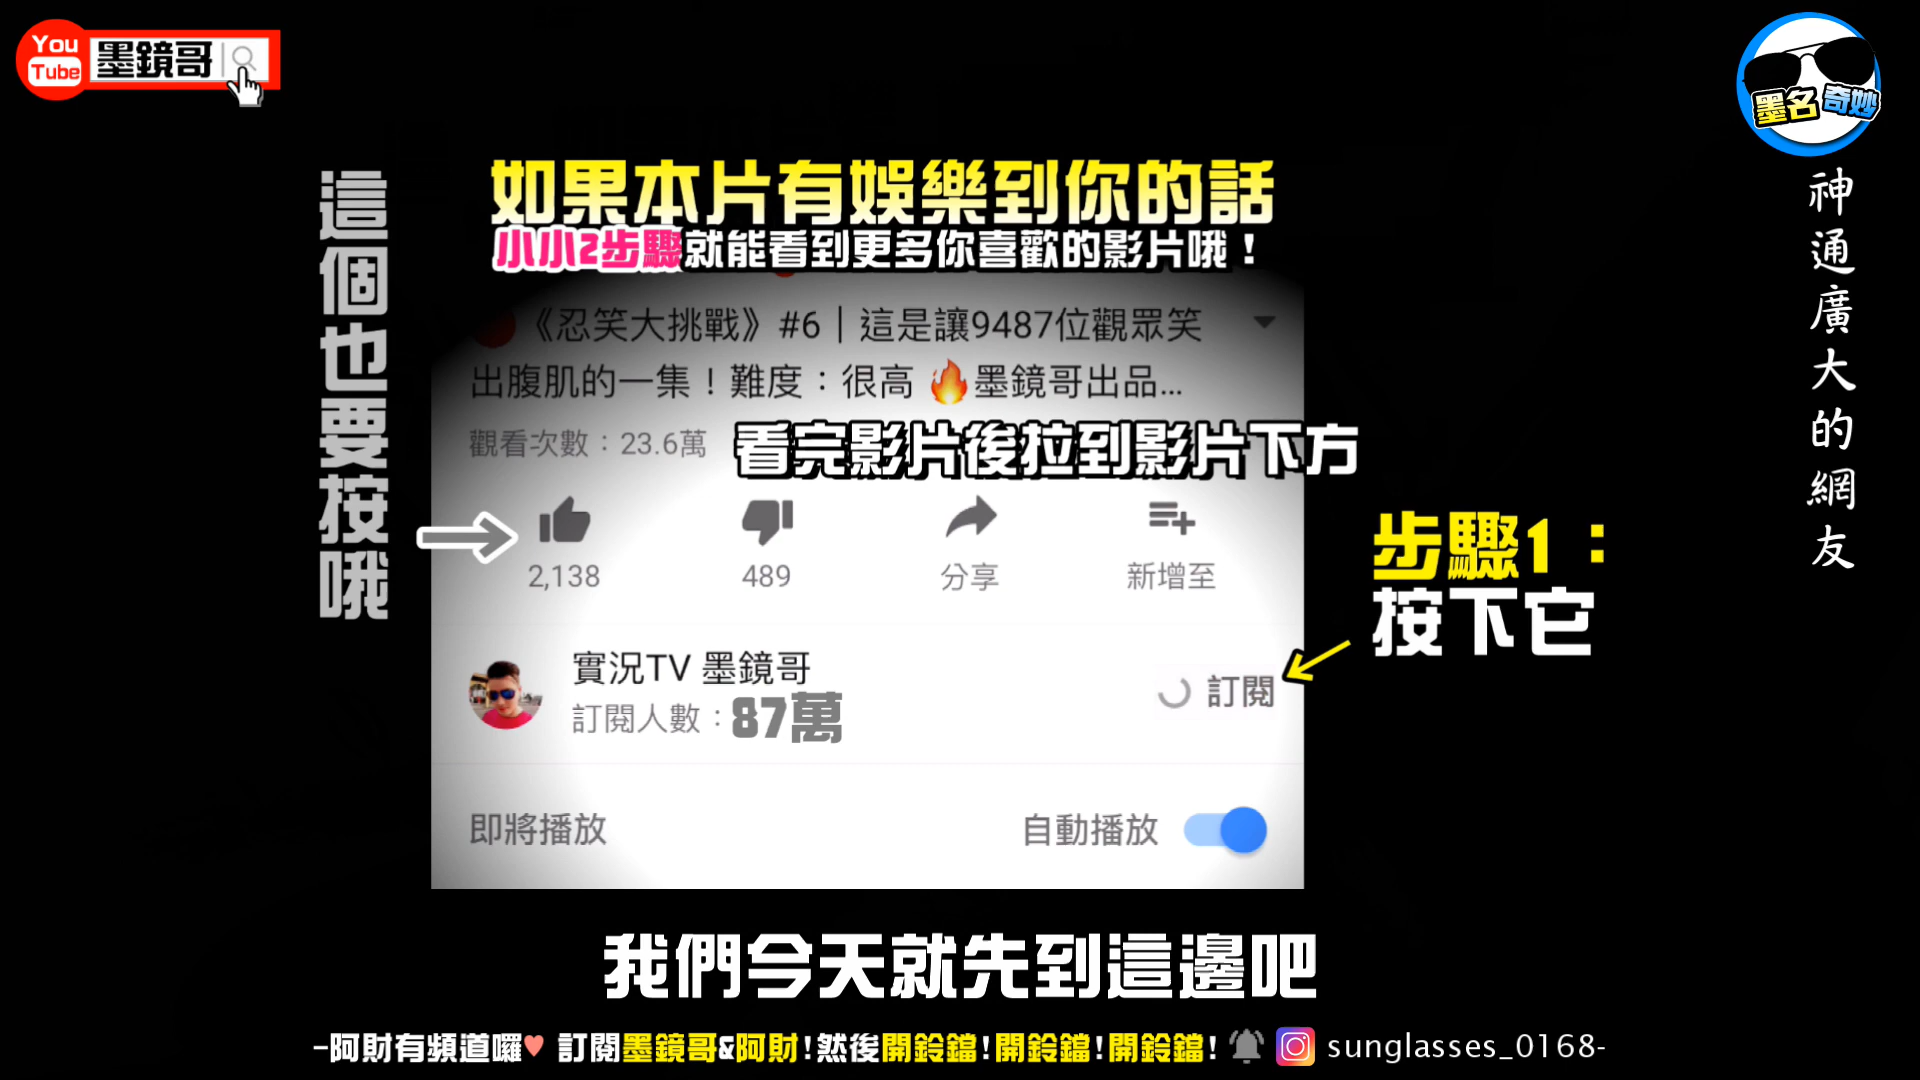 You
Tube
墨鏡哥
墨名奇妙
神通廣大的網友
這個也要按哦
如果本片有娛樂到你的話
小小2步驟就能看到更多你喜歡的影片哦！
《忍笑大挑戰》#6｜這是讓9487位觀眾笑
出腹肌的一集！難度：很高 🔥墨鏡哥出品...
觀看次數：23.6萬
看完影片後拉到影片下方
2,138
489
分享
新增至
步驟1：
按下它
實況TV 墨鏡哥
訂閱人數：87萬
訂閱
即將播放
自動播放
我們今天就先到這邊吧
-阿財有頻道囉♥ 訂閱墨鏡哥&阿財!然後開鈴鐺!開鈴鐺!開鈴鐺! sunglasses_0168-